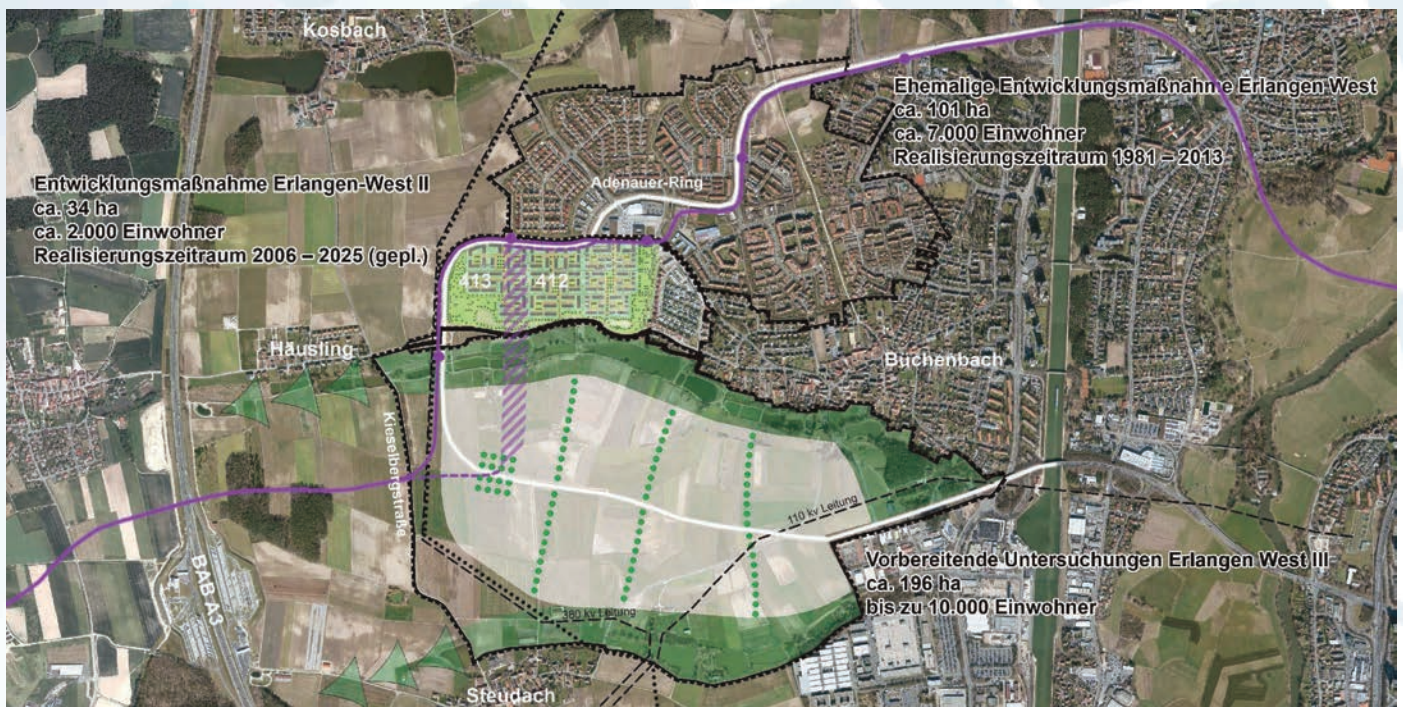 Kosbach
Ehemalige Entwicklungsmaßnahme Erlangen West
ca. 101 ha
ca. 7.000 Einwohner
Realisierungszeitraum 1981 – 2013
Entwicklungsmaßnahme Erlangen-West II
ca. 34 ha
ca. 2.000 Einwohner
Realisierungszeitraum 2006 – 2025 (gepl.)
Adenauer-Ring
413
412
Häusling
Büchenbach
Kieselbergstraße
110 kv Leitung
BAB A3
Vorbereitende Untersuchungen Erlangen West III
ca. 196 ha
bis zu 10.000 Einwohner
380 kv Leitung
Steudach